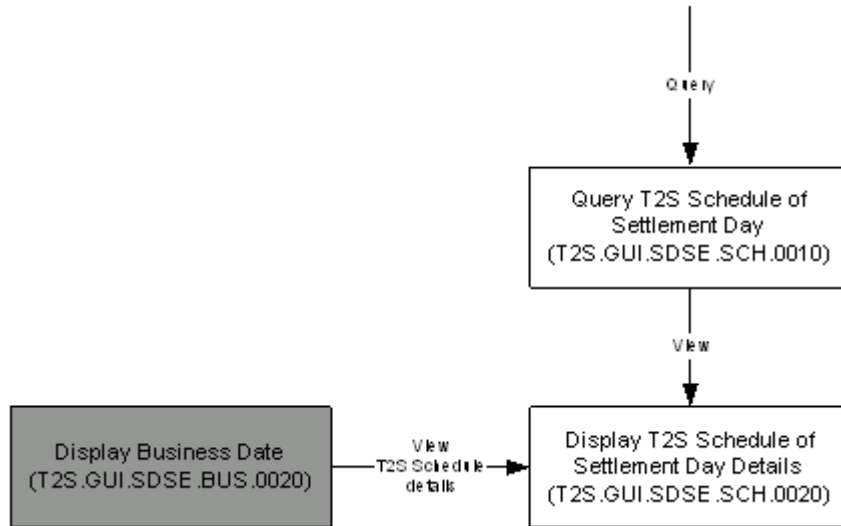 Query
Query T2S Schedule of
Settlement Day
(T2S.GUI.SDSE.SCH.0010)
View
Display Business Date
(T2S.GUI.SDSE.BUS.0020)
View
T2S Schedule
details
Display T2S Schedule of
Settlement Day Details
(T2S.GUI.SDSE.SCH.0020)